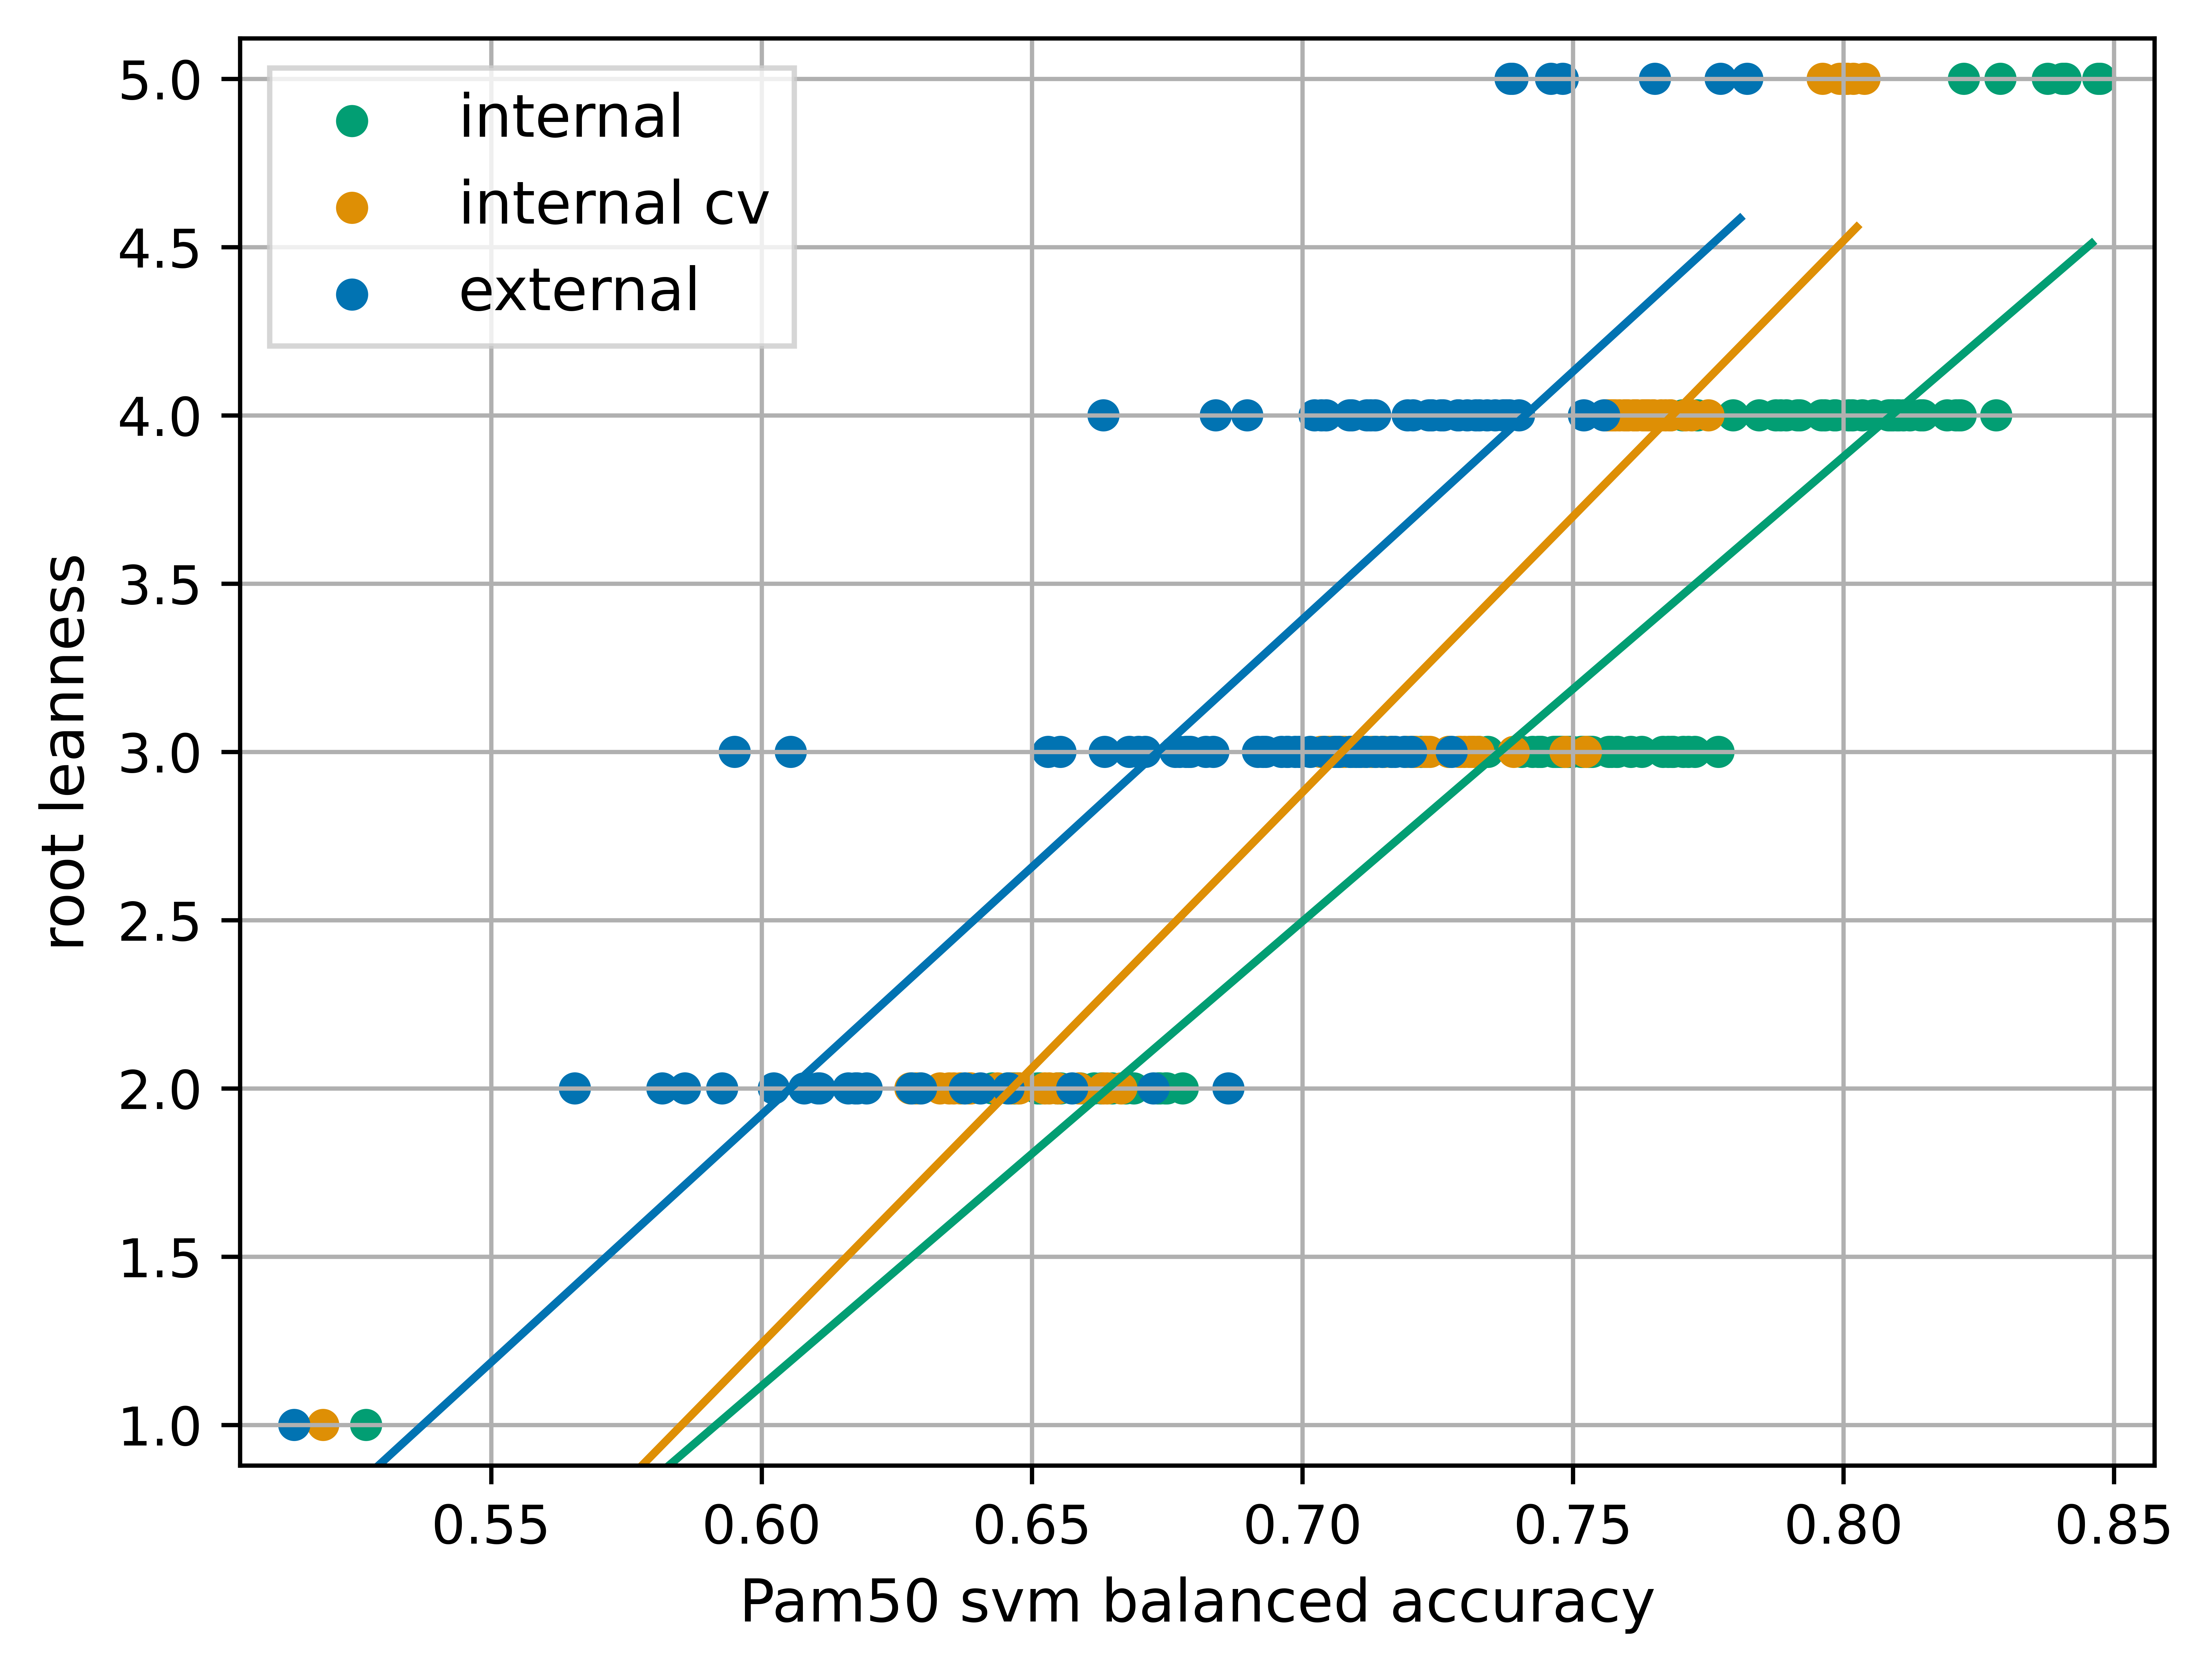 5.0
4.5
4.0
3.5
3.0
2.5
2.0
1.5
1.0
root leanness
internal
internal cv
external
0.55 0.60 0.65 0.70 0.75 0.80 0.85
Pam50 svm balanced accuracy